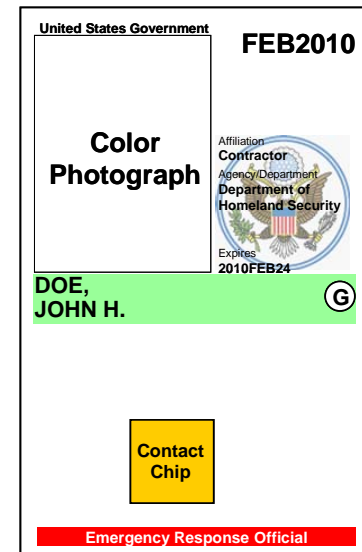 United States Government
FEB2010
Color
Photograph
Affiliation
Contractor
Agency/Department
Department of
Homeland Security
Expires
2010FEB24
DOE,
JOHN H.
G
Contact
Chip
Emergency Response Official